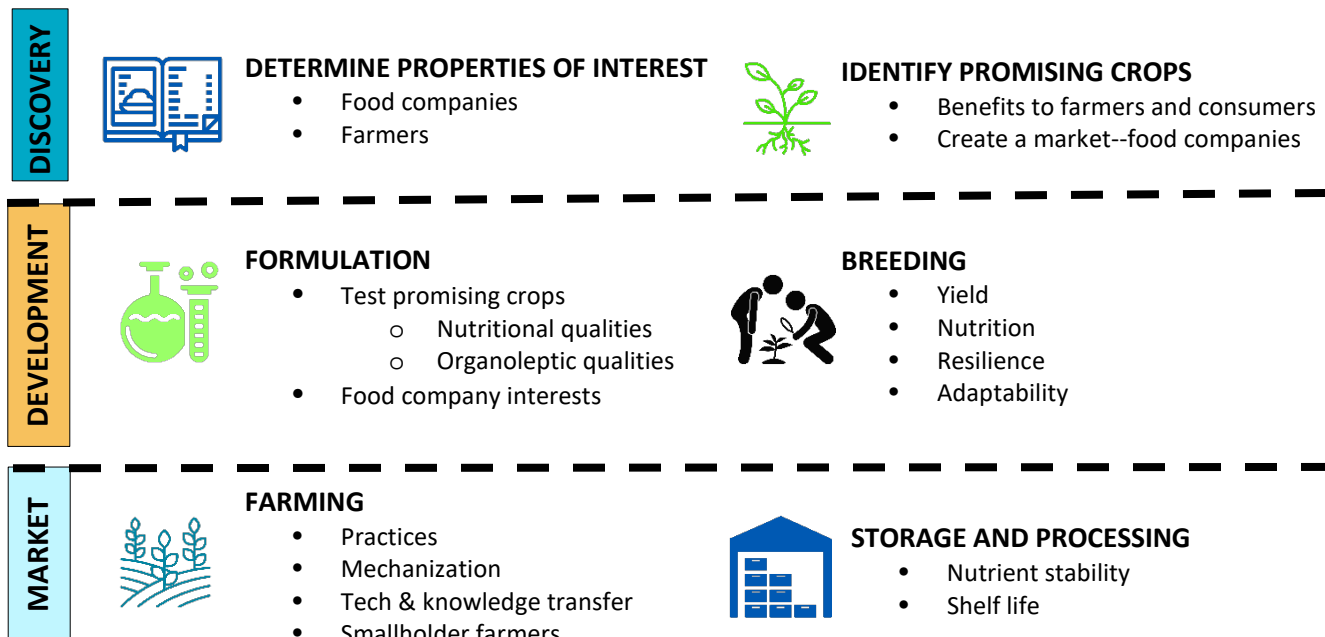 DISCOVERY
DETERMINE PROPERTIES OF INTEREST
• Food companies
• Farmers
IDENTIFY PROMISING CROPS
• Benefits to farmers and consumers
• Create a market--food companies
DEVELOPMENT
FORMULATION
• Test promising crops
o Nutritional qualities
o Organoleptic qualities
• Food company interests
BREEDING
• Yield
• Nutrition
• Resilience
• Adaptability
MARKET
FARMING
• Practices
• Mechanization
• Tech & knowledge transfer
• Smallholder farmers
STORAGE AND PROCESSING
• Nutrient stability
• Shelf life